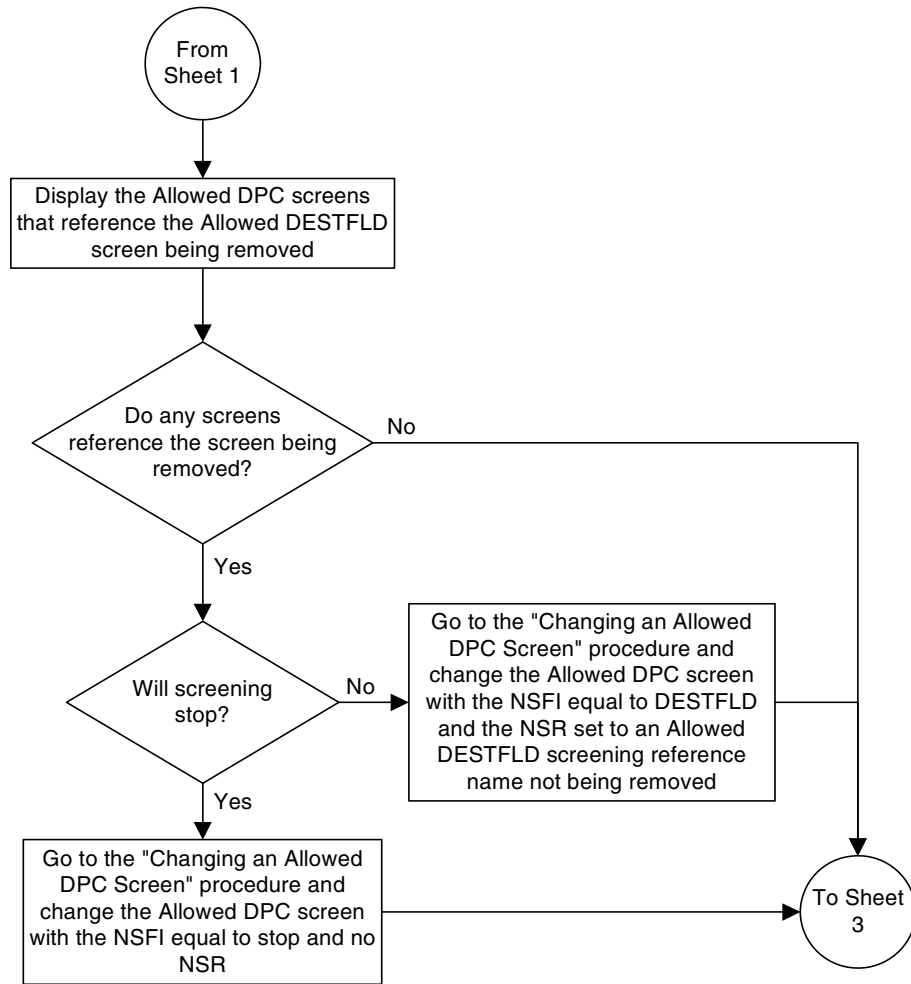 From
Sheet 1
Display the Allowed DPC screens
that reference the Allowed DESTFLD
screen being removed
Do any screens
reference the screen being
removed?
No
Yes
Will screening
stop?
No
Go to the "Changing an Allowed
DPC Screen" procedure and
change the Allowed DPC screen
with the NSFI equal to DESTFLD
and the NSR set to an Allowed
DESTFLD screening reference
name not being removed
Yes
Go to the "Changing an Allowed
DPC Screen" procedure and
change the Allowed DPC screen
with the NSFI equal to stop and no
NSR
To Sheet
3